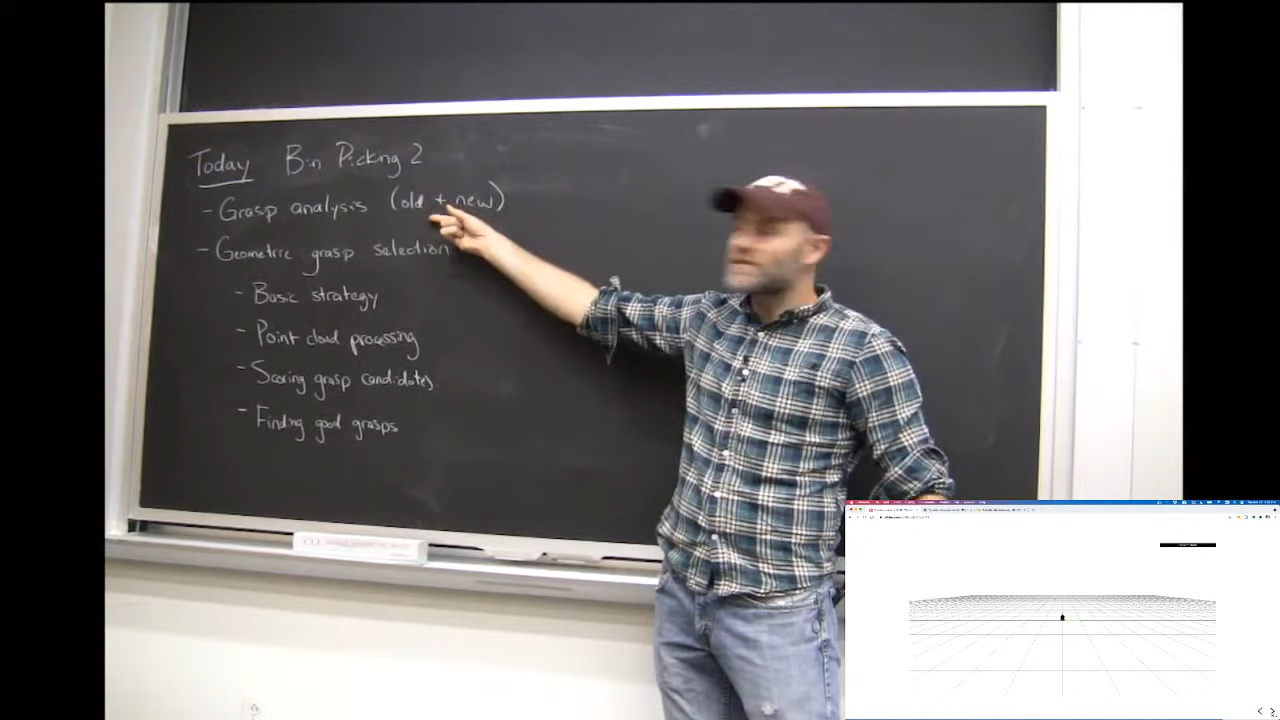 Today Bin Picking 2
- Grasp analysis (old + new)
- Geometric grasp selection
- Basic strategy
- Point cloud processing
- Scoring grasp candidates
- Finding good grasps